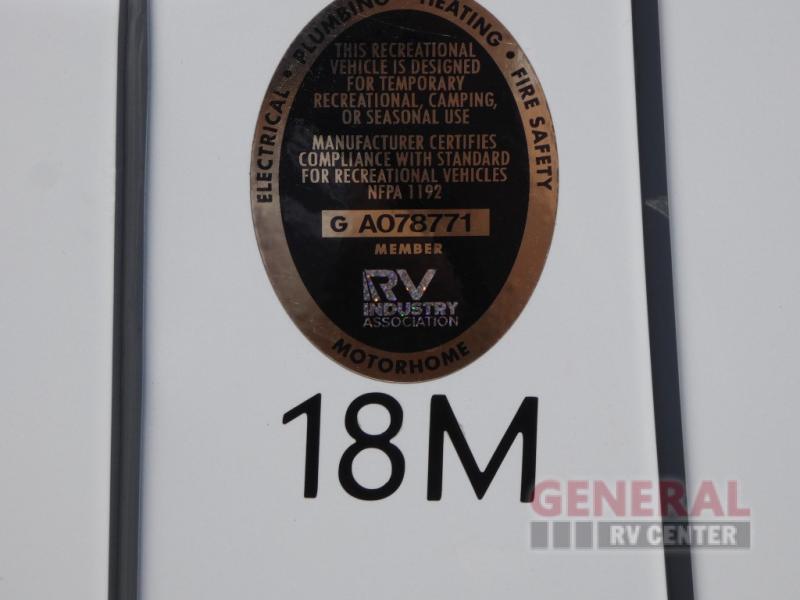 ELECTRICAL • PLUMBING • HEATING • FIRE SAFETY
THIS RECREATIONAL
VEHICLE IS DESIGNED
FOR TEMPORARY
RECREATIONAL, CAMPING,
OR SEASONAL USE
MANUFACTURER CERTIFIES
COMPLIANCE WITH STANDARD
FOR RECREATIONAL VEHICLES
NFPA 1192
G A078771
MEMBER
RV
INDUSTRY
ASSOCIATION
MOTORHOME
18M
GENERAL
RV CENTER